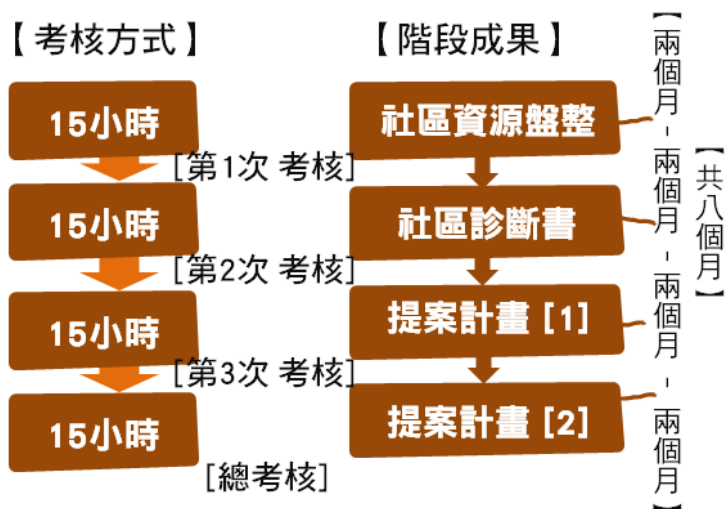 【考核方式】
15小時
[第1次 考核]
15小時
[第2次 考核]
15小時
[第3次 考核]
15小時
[總考核]
【階段成果】
社區資源盤整
社區診斷書
提案計畫 [1]
提案計畫 [2]
【兩個月-兩個月-兩個月-兩個月】
【共八個月】